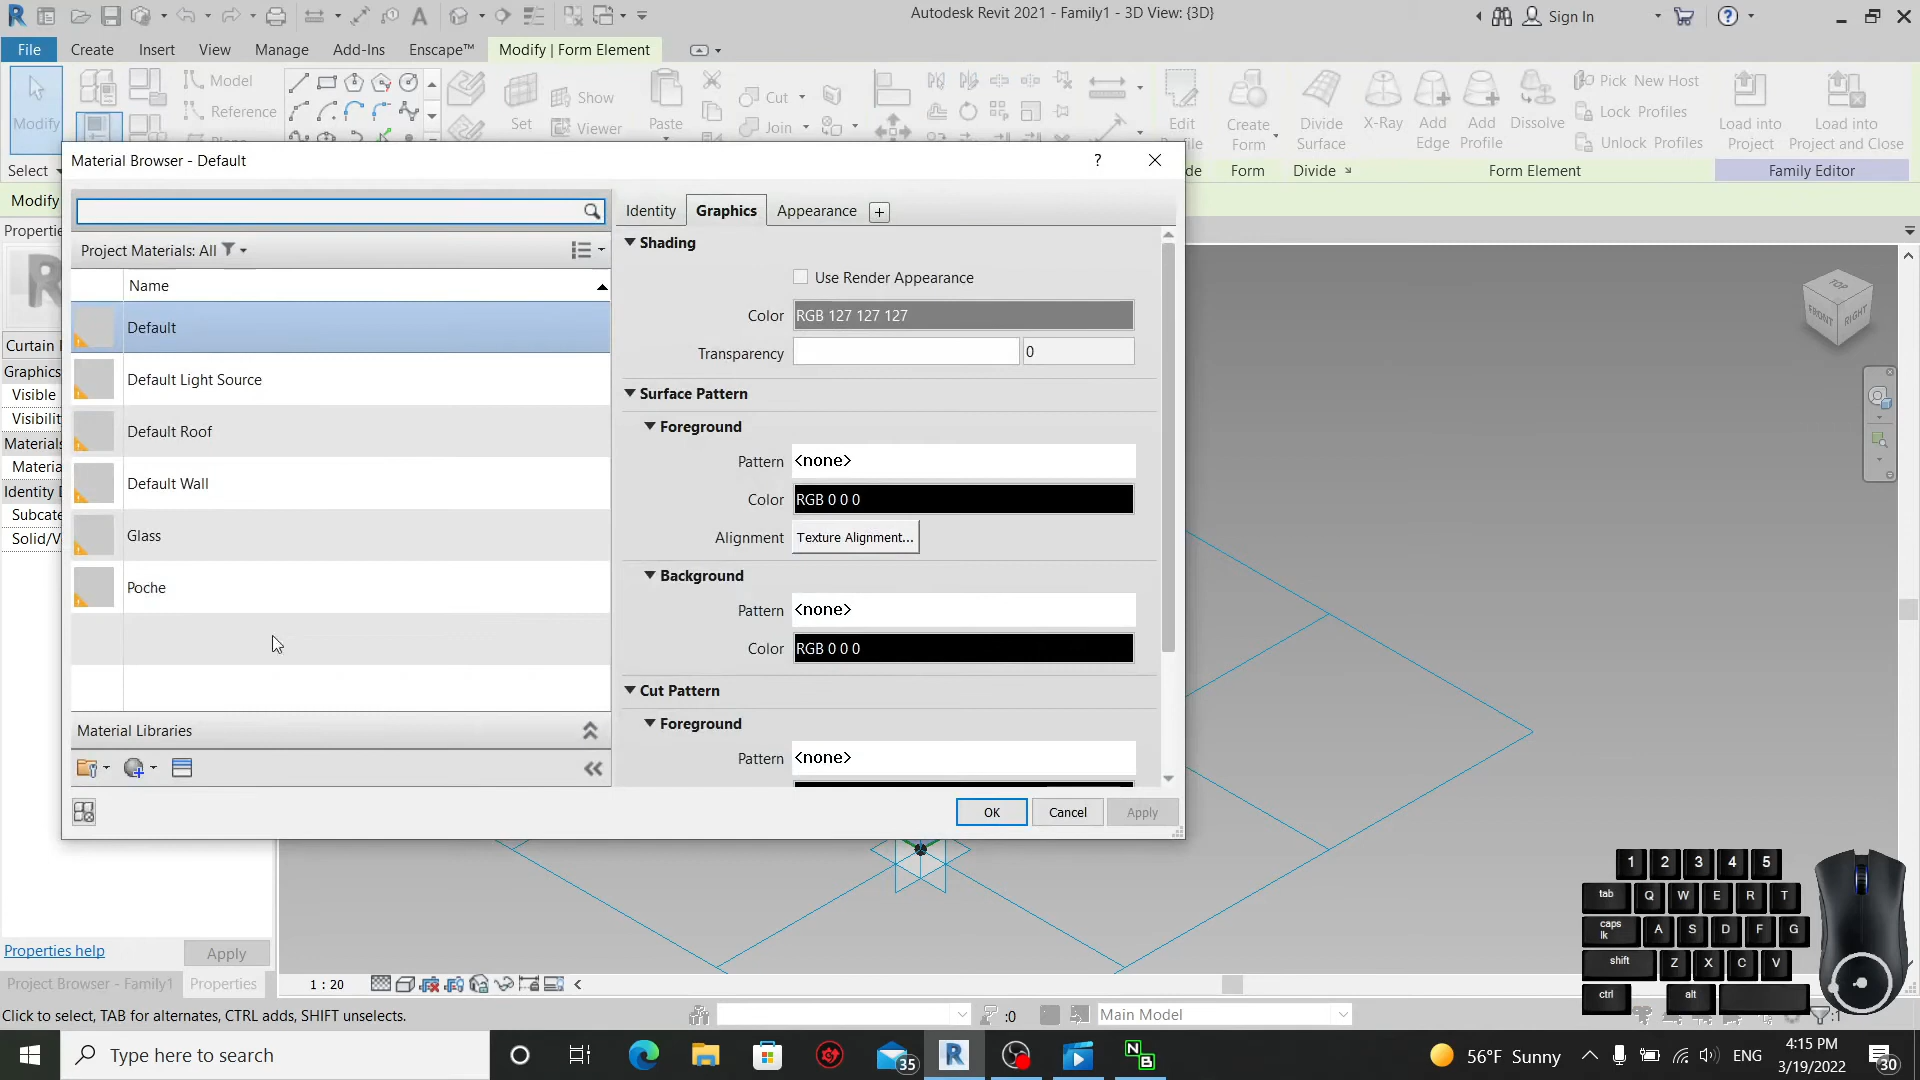 Autodesk Revit 2021 - Family1 - 3D View: {3D}
Sign In
File
Create
Insert
View
Manage
Add-Ins
Enscape™
Modify | Form Element
Modify
Model
Reference
Set
Show
Viewer
Paste
Cut
Join
Edit
Create
Form
Divide
Surface
X-Ray
Add
Edge
Add
Profile
Dissolve
Pick New Host
Lock Profiles
Unlock Profiles
Load into
Project
Load into
Project and Close
Select
Form
Divide
Form Element
Family Editor
Material Browser - Default
?
Modify
Project Materials: All
Name
Default
Default Light Source
Default Roof
Default Wall
Glass
Poche
Material Libraries
Identity
Graphics
Appearance
Shading
Use Render Appearance
Color
RGB 127 127 127
Transparency
0
Surface Pattern
Foreground
Pattern
<none>
Color
RGB 0 0 0
Alignment
Texture Alignment...
Background
Pattern
<none>
Color
RGB 0 0 0
Cut Pattern
Foreground
Pattern
<none>
OK
Cancel
Apply
Graphics
Visible
Identity
TOP
FRONT
RIGHT
Properties help
Apply
Project Browser - Family1
Properties
1 : 20
Click to select, TAB for alternates, CTRL adds, SHIFT unselects.
:0
Main Model
:1
1 2 3 4 5
tab Q W E R T
caps lk A S D F G
shift Z X C V
ctrl alt
Type here to search
35
56°F Sunny
ENG
4:15 PM
3/19/2022
30